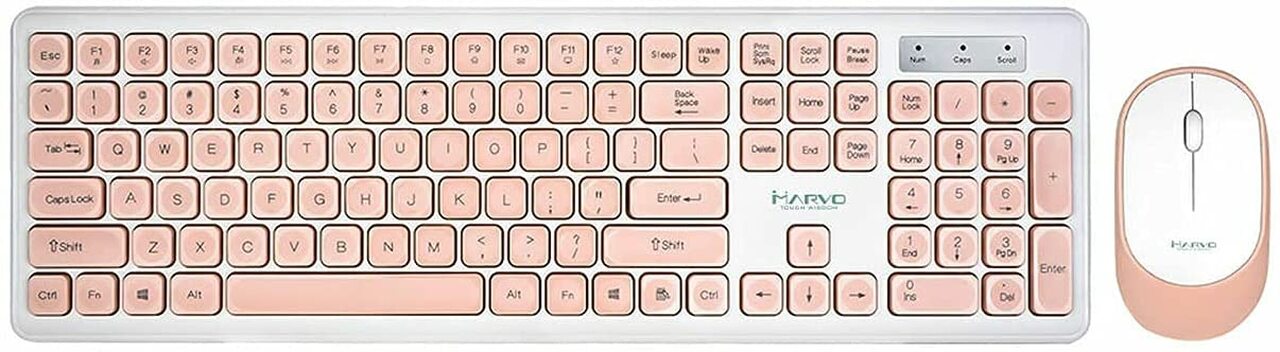 Esc F1 F2 F3 F4 F5 F6 F7 F8 F9 F10 F11 F12 Sleep Wake Up Print Scrn SysRq Scroll Lock Pause Break Num Caps Scroll
~ \ ! 1 @ 2 # 3 $ 4 % 5 ^ 6 & 7 * 8 ( 9 ) 0 _ - + = Back Space Insert Home Page Up Num Lock / * -
Tab Q W E R T Y U I O P { [ } ] | \ Delete End Page Down 7 Home 8 9 Pg Up +
Caps Lock A S D F G H J K L : ; " ' Enter MARVO 4 5 6
TOUGH
Shift Z X C V B N M < , > . ? / Shift 1 End 2 3 Pg Dn Enter MARVO
Ctrl Fn Alt Alt Fn Ctrl 0 Ins . Del